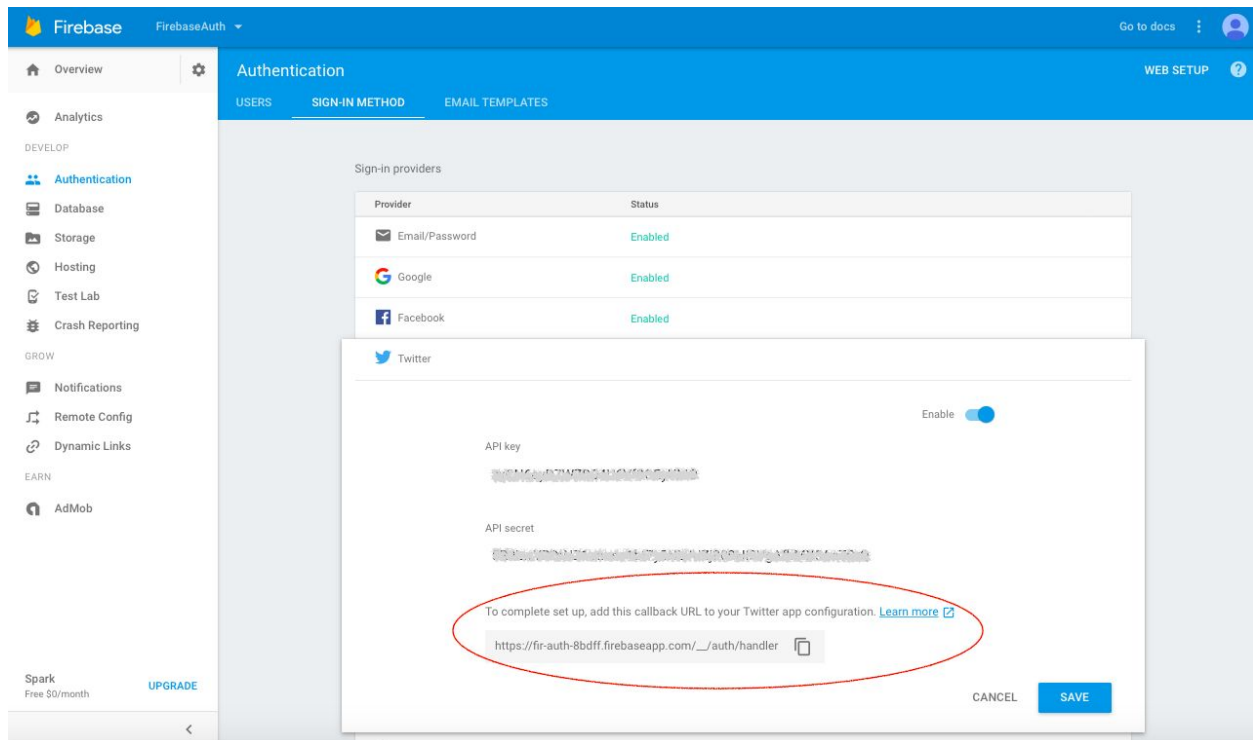 Firebase
FirebaseAuth
Go to docs
Overview
Authentication
WEB SETUP
USERS
SIGN-IN METHOD
EMAIL TEMPLATES
Analytics
DEVELOP
Authentication
Database
Storage
Hosting
Test Lab
Crash Reporting
GROW
Notifications
Remote Config
Dynamic Links
EARN
AdMob
Spark
Free $0/month
UPGRADE
Sign-in providers
Provider Status
Email/Password Enabled
Google Enabled
Facebook Enabled
Twitter
Enable
API key
API secret
To complete set up, add this callback URL to your Twitter app configuration. Learn more
https://fir-auth-8bdff.firebaseapp.com/__/auth/handler
CANCEL
SAVE